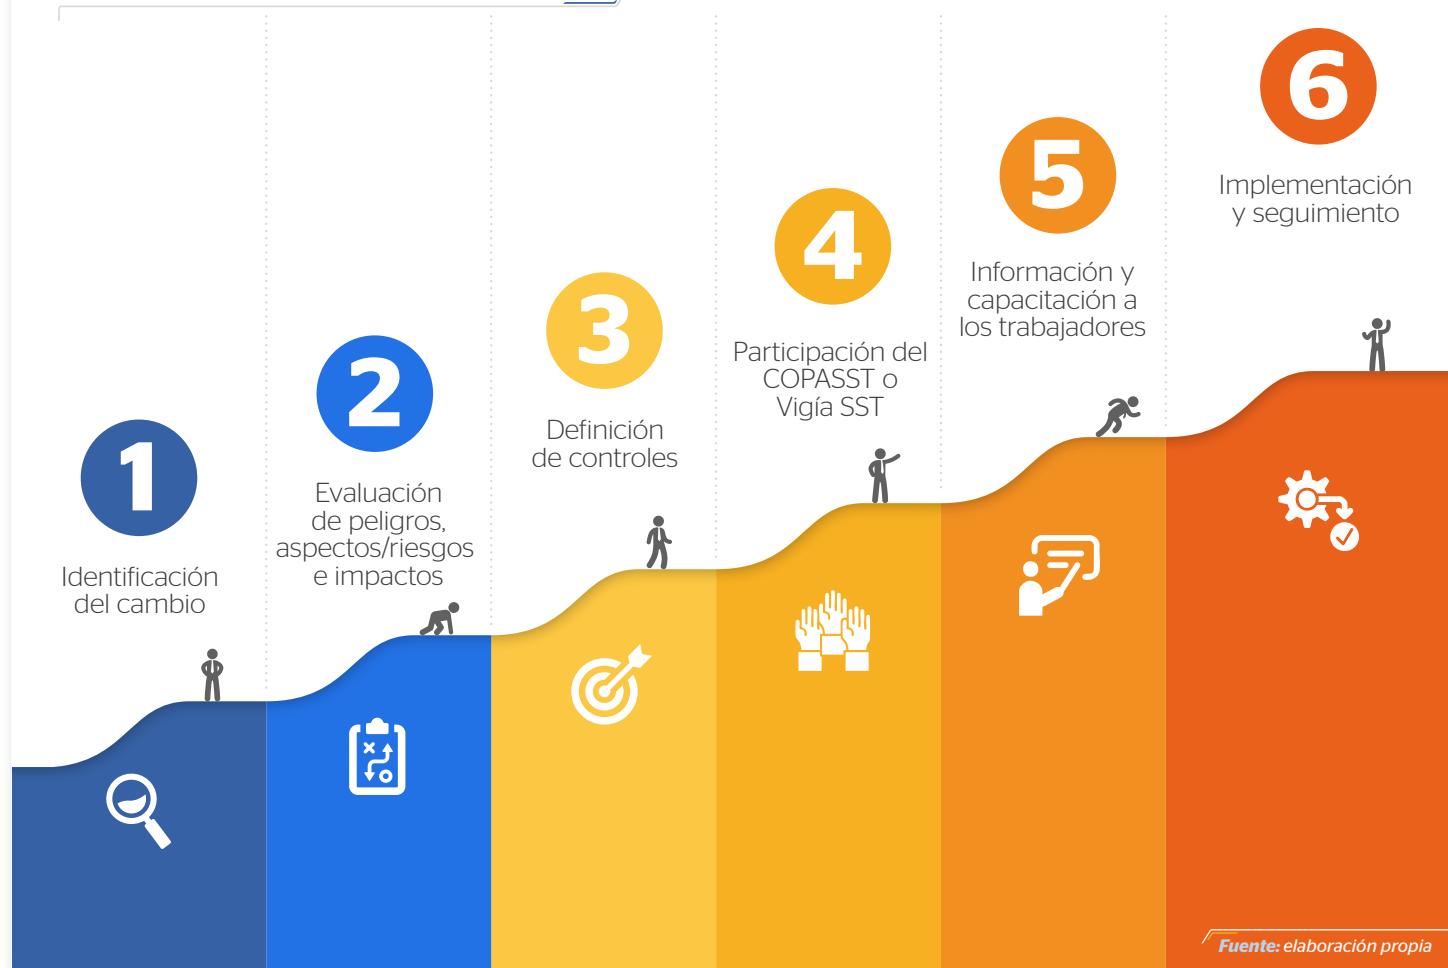 1
Identificación
del cambio
2
Evaluación
de peligros,
aspectos/riesgos
e impactos
3
Definición
de controles
4
Participación del
COPASST o
Vigía SST
5
Información y
capacitación a
los trabajadores
6
Implementación
y seguimiento
Fuente: elaboración propia